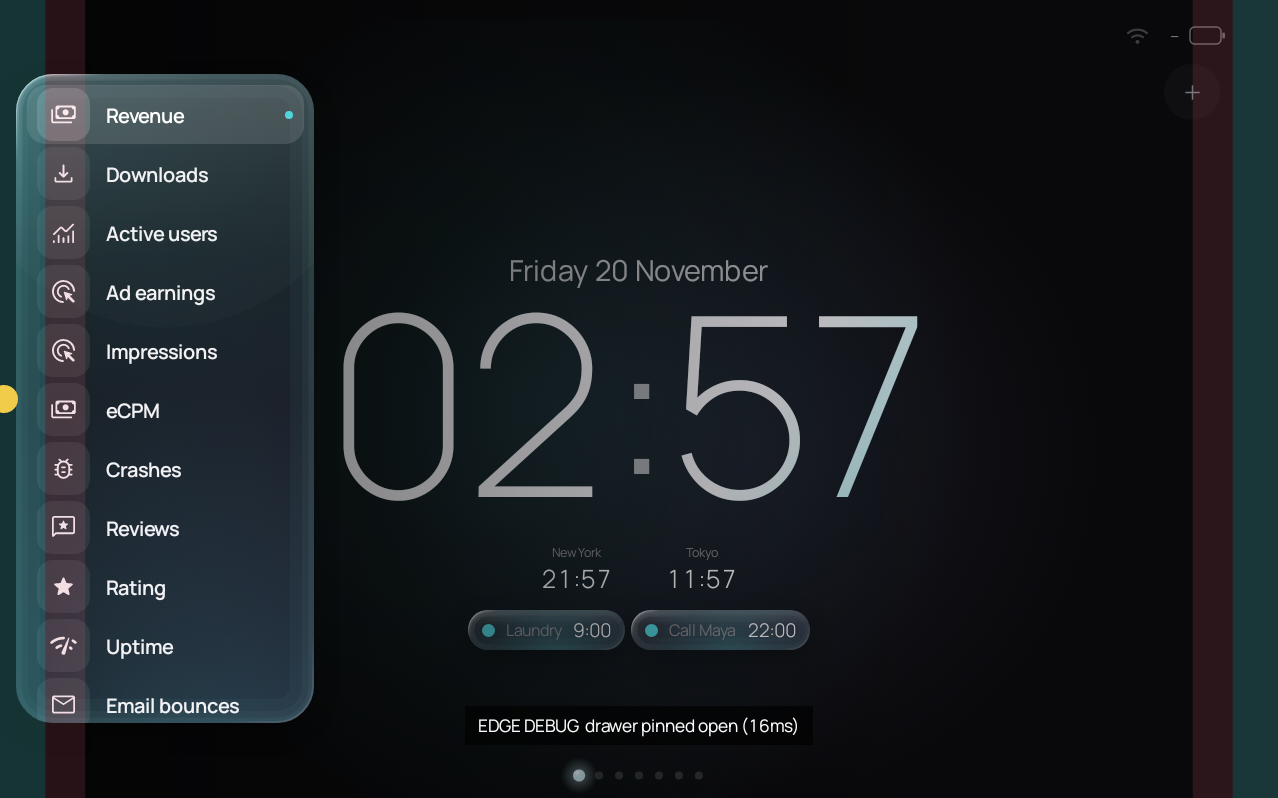 Revenue
Downloads
Active users
Ad earnings
Impressions
eCPM
Crashes
Reviews
Rating
Uptime
Email bounces
–
+
Friday 20 November
02:57
New York Tokyo
21:57 11:57
Laundry 9:00 Call Maya 22:00
EDGE DEBUG drawer pinned open (16ms)